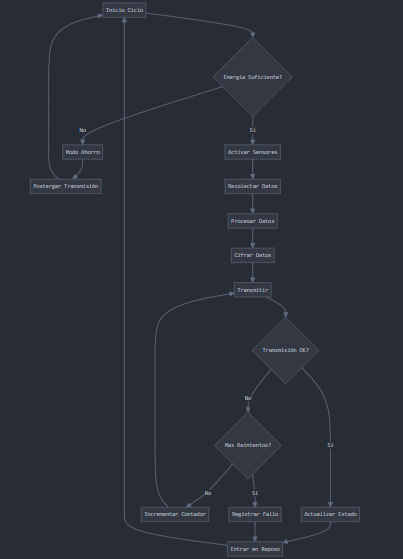 Inicio Ciclo
Energía Suficiente?
No
Sí
Modo Ahorro
Activar Sensores
Postergar Transmisión
Recolectar Datos
Procesar Datos
Cifrar Datos
Transmitir
Transmisión OK?
No
Max Reintentos?
Sí
No
Sí
Incrementar Contador
Registrar Fallo
Actualizar Estado
Entrar en Reposo